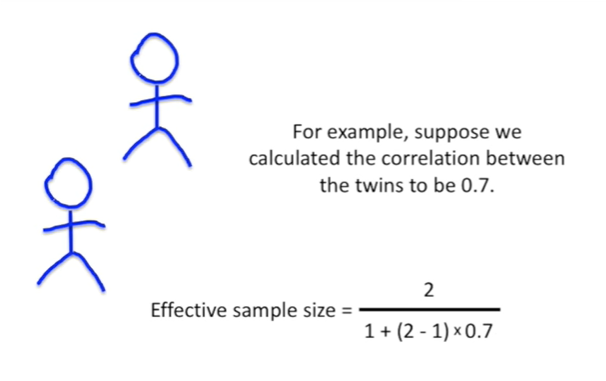 For example, suppose we
calculated the correlation between
the twins to be 0.7.
2
Effective sample size =
1 + (2 - 1) × 0.7